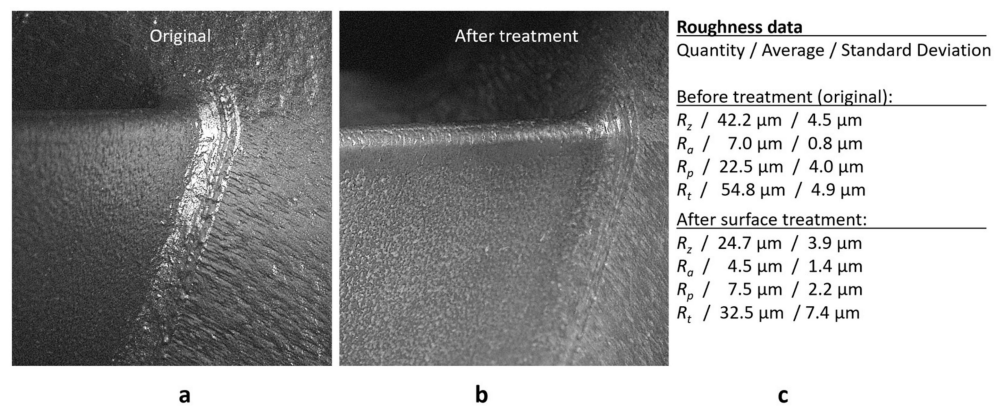 Original
After treatment
Roughness data
Quantity / Average / Standard Deviation
Before treatment (original):
Rz / 42.2 µm / 4.5 µm
Ra / 7.0 µm / 0.8 µm
Rp / 22.5 µm / 4.0 µm
Rt / 54.8 µm / 4.9 µm
After surface treatment:
Rz / 24.7 µm / 3.9 µm
Ra / 4.5 µm / 1.4 µm
Rp / 7.5 µm / 2.2 µm
Rt / 32.5 µm / 7.4 µm
a
b
c